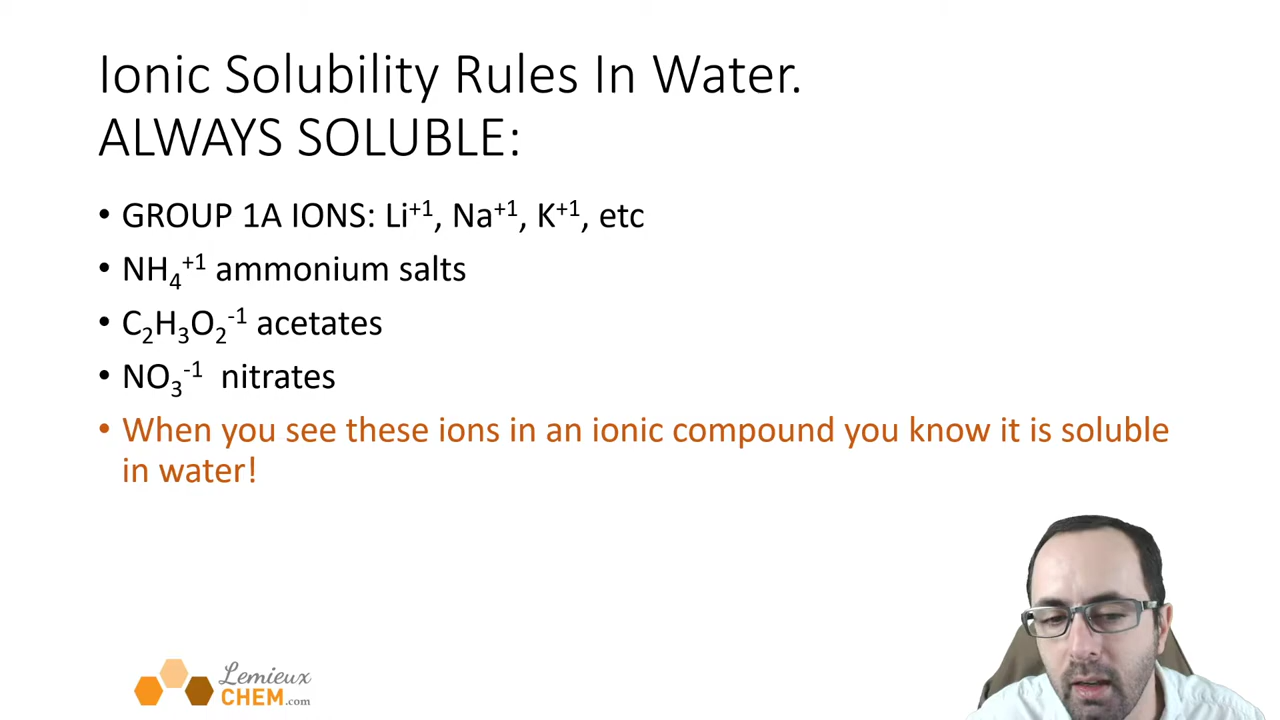 Ionic Solubility Rules In Water.
ALWAYS SOLUBLE:
• GROUP 1A IONS: Li⁺¹, Na⁺¹, K⁺¹, etc
• NH₄⁺¹ ammonium salts
• C₂H₃O₂⁻¹ acetates
• NO₃⁻¹ nitrates
• When you see these ions in an ionic compound you know it is soluble
in water!
Lemieux
CHEM.com